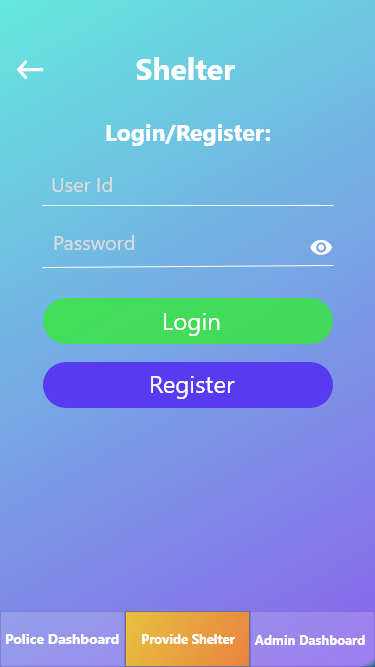 Shelter
Login/Register:
User Id
Password
Login
Register
Police Dashboard
Provide Shelter
Admin Dashboard